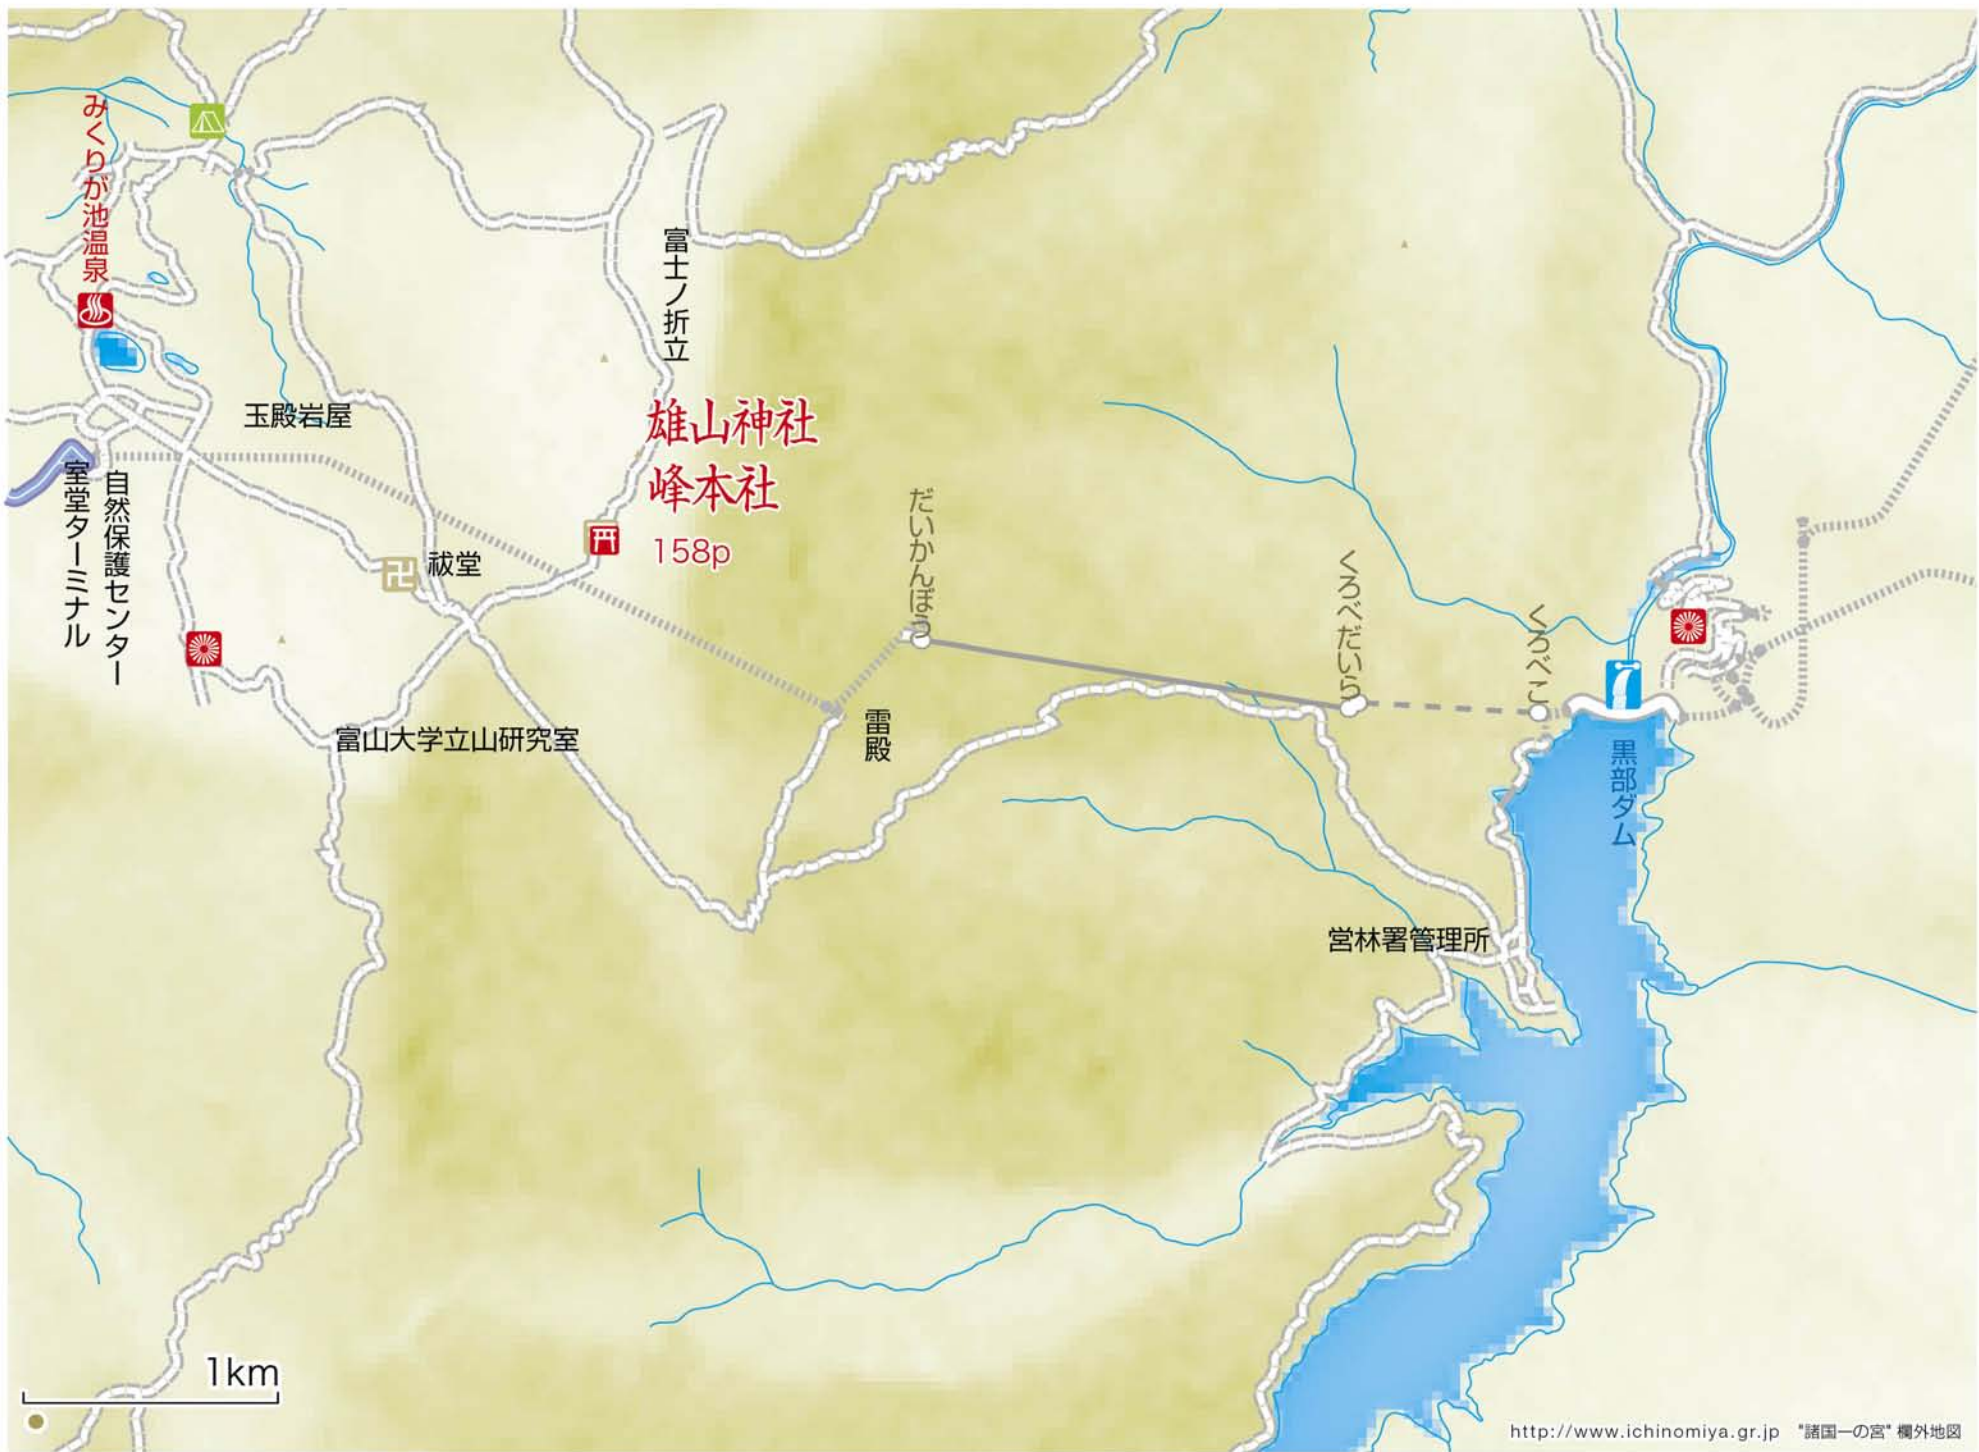 みくりが池温泉
富士ノ折立
玉殿岩屋
雄山神社
峰本社
158p
室堂ターミナル
自然保護センター
祓堂
だいかんぼう
くろべだいら
くろべこ
雷殿
富山大学立山研究室
黒部ダム
営林署管理所
1km
http://www.ichinomiya.gr.jp "諸国一の宮" 欄外地図